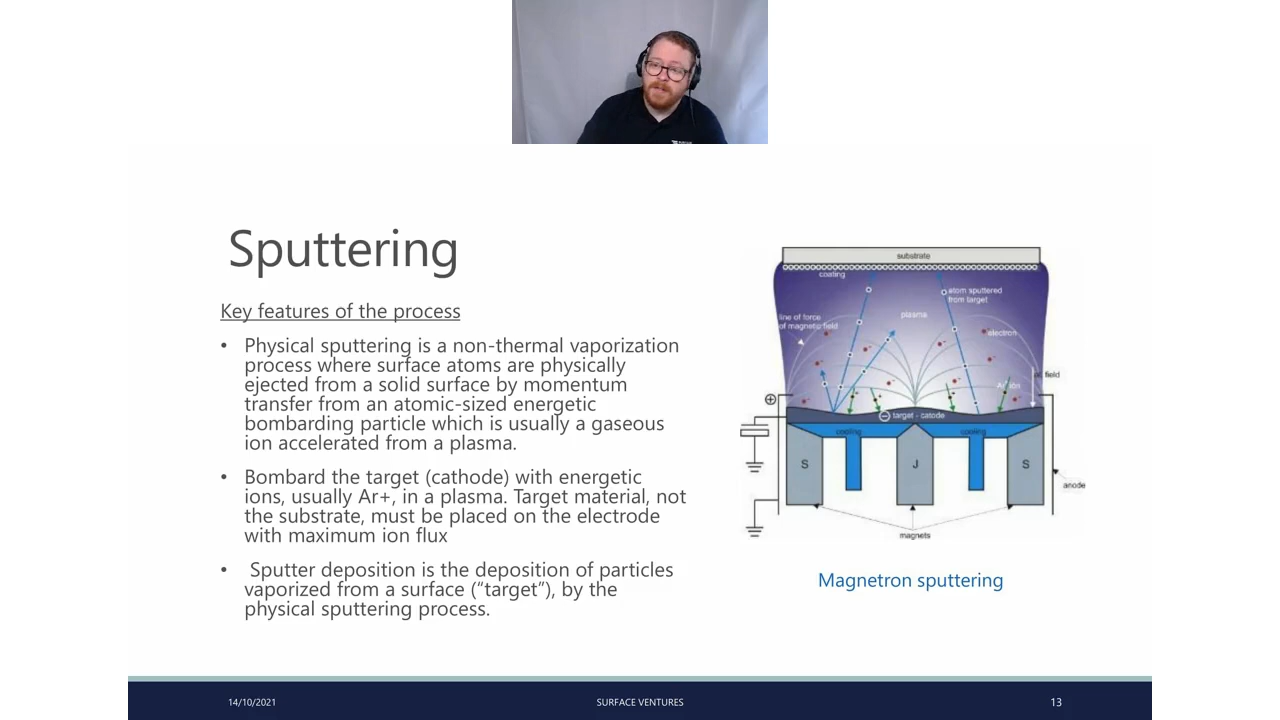 Sputtering
Key features of the process
• Physical sputtering is a non-thermal vaporization
process where surface atoms are physically
ejected from a solid surface by momentum
transfer from an atomic-sized energetic
bombarding particle which is usually a gaseous
ion accelerated from a plasma.
• Bombard the target (cathode) with energetic
ions, usually Ar+, in a plasma. Target material, not
the substrate, must be placed on the electrode
with maximum ion flux
• Sputter deposition is the deposition of particles
vaporized from a surface (“target”), by the
physical sputtering process.
substrate
coating
atom sputtered
from target
plasma
line of force
of magnetic field
electron
ion
field
target - catode
cooling
cooling
S
J
S
anode
magnets
Magnetron sputtering
14/10/2021
SURFACE VENTURES
13